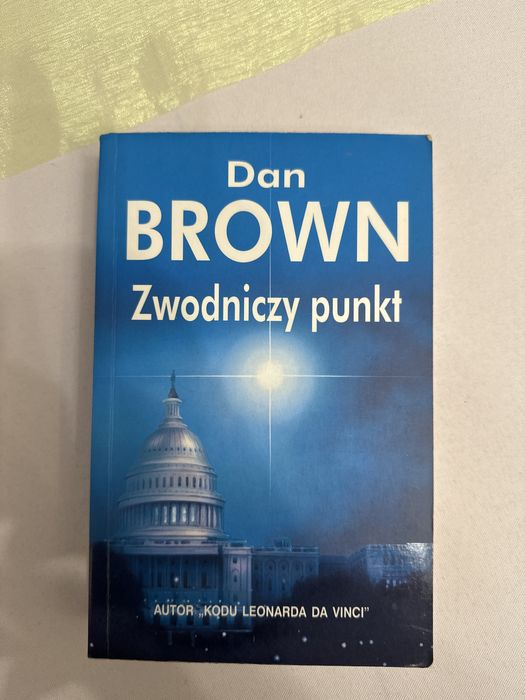 Dan
BROWN
Zwodniczy punkt
AUTOR „KODU LEONARDA DA VINCI"